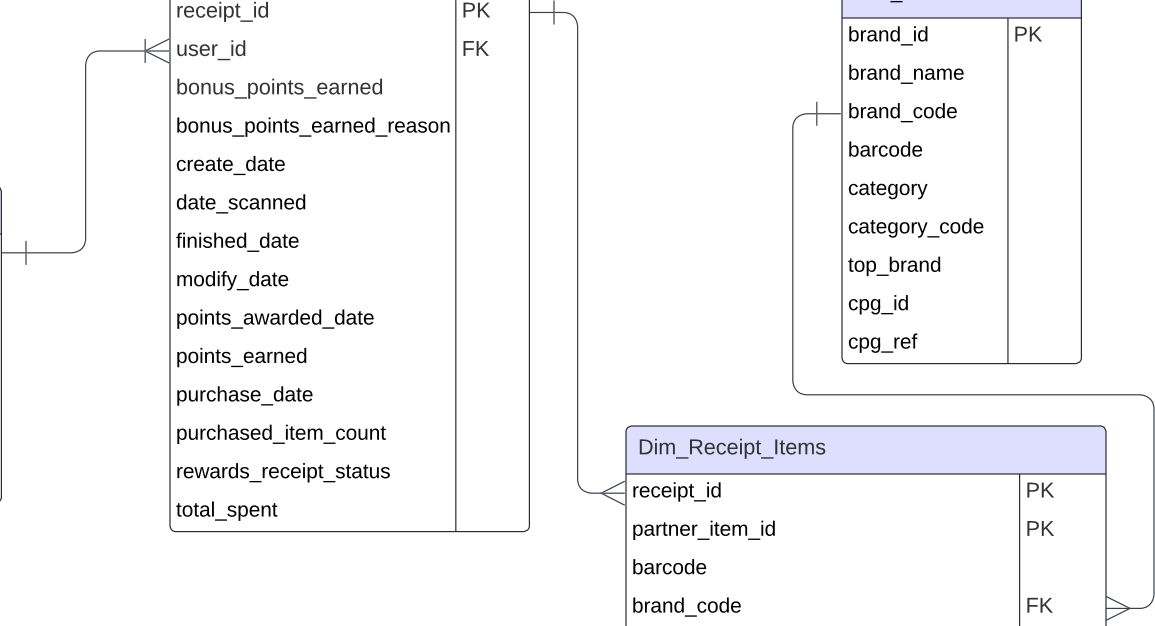 receipt_id PK
user_id FK
bonus_points_earned
bonus_points_earned_reason
create_date
date_scanned
finished_date
modify_date
points_awarded_date
points_earned
purchase_date
purchased_item_count
rewards_receipt_status
total_spent
brand_id PK
brand_name
brand_code
barcode
category
category_code
top_brand
cpg_id
cpg_ref
Dim_Receipt_Items
receipt_id PK
partner_item_id PK
barcode
brand_code FK